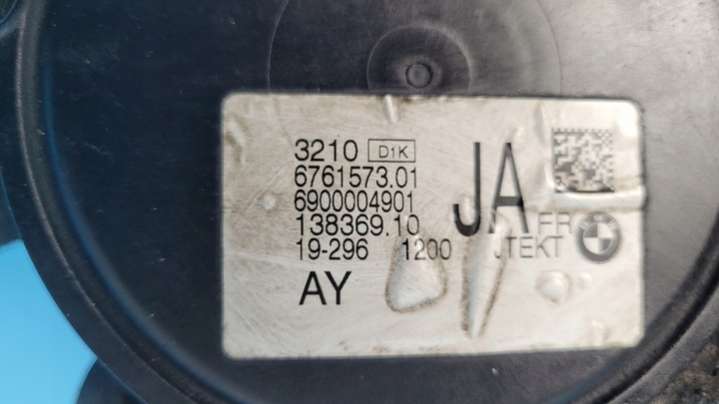 3210 D1K
6761573.01
6900004901
138369.10
19-296 1200
AY
JA
FR
JTEKT